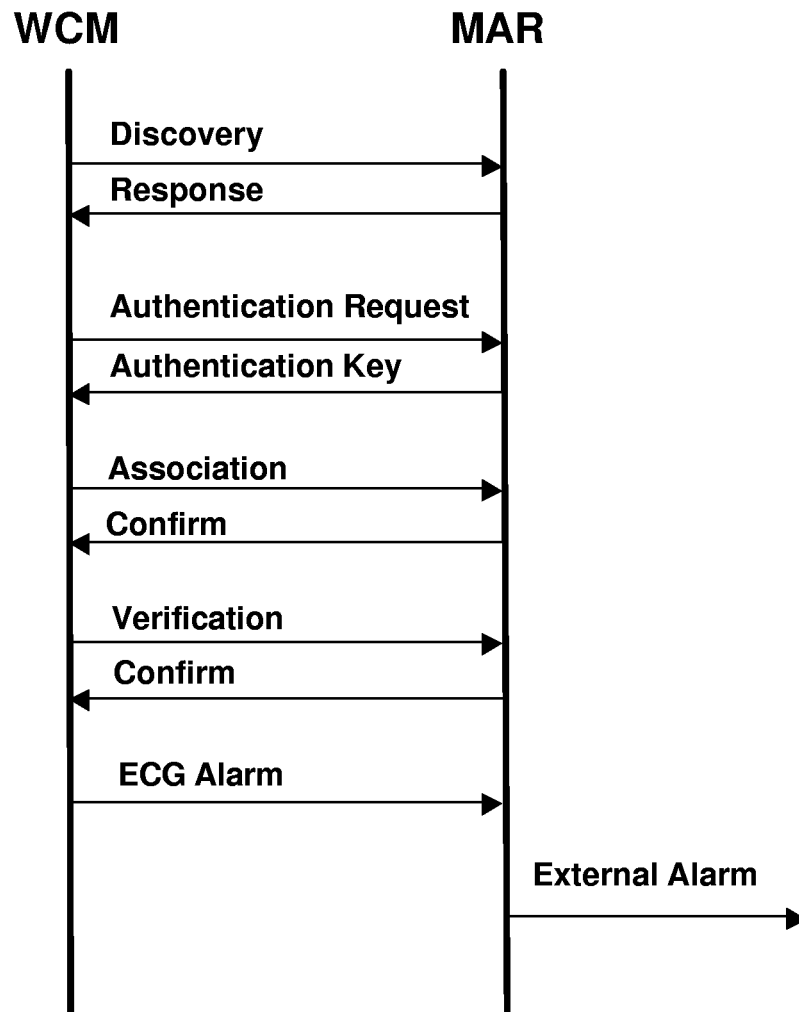 WCM MAR
Discovery
Response
Authentication Request
Authentication Key
Association
Confirm
Verification
Confirm
ECG Alarm
External Alarm